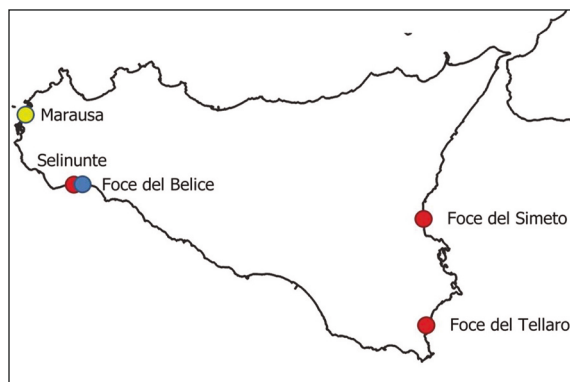 Marausa
Selinunte
Foce del Belice
Foce del Simeto
Foce del Tellaro